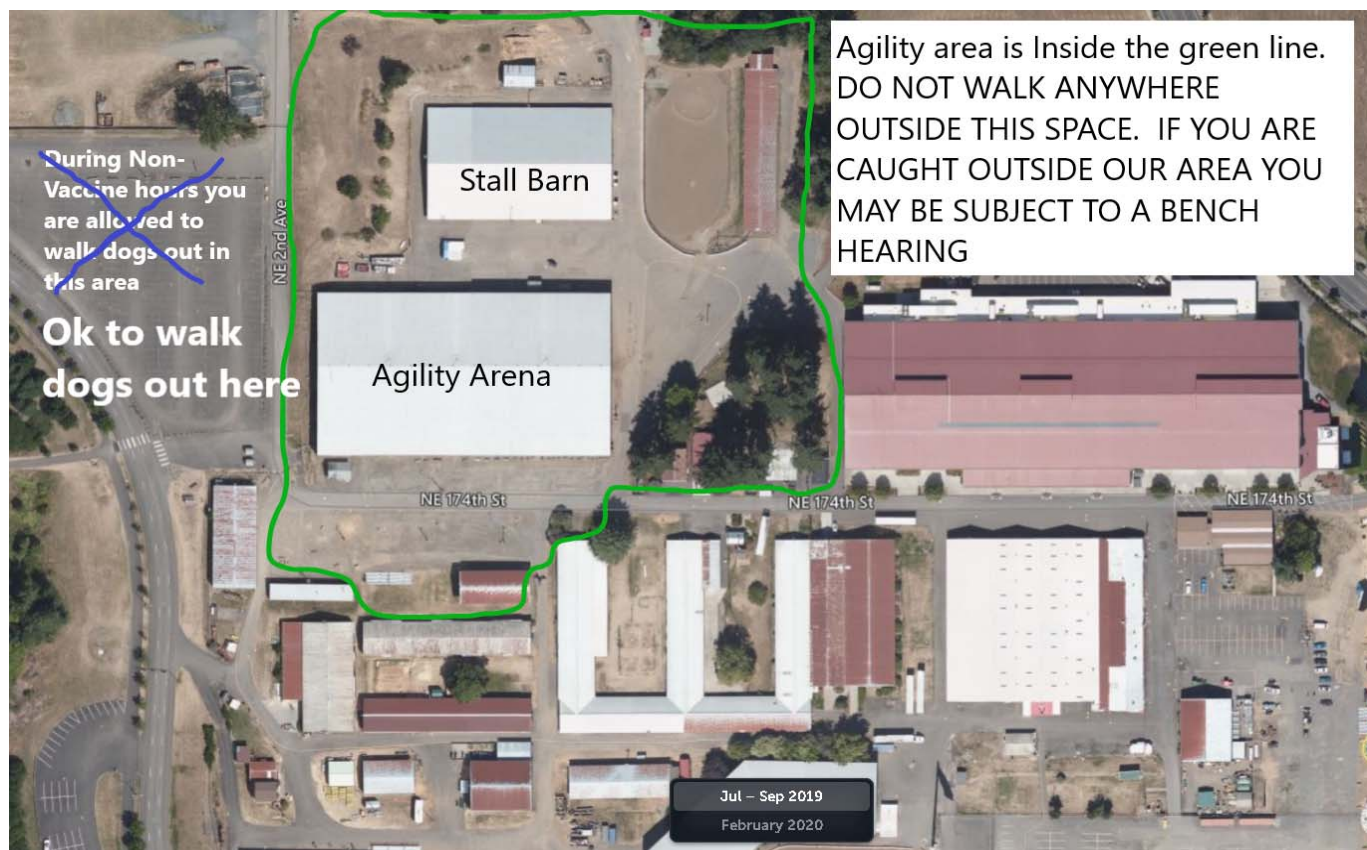 Agility area is Inside the green line.
DO NOT WALK ANYWHERE
OUTSIDE THIS SPACE.  IF YOU ARE
CAUGHT OUTSIDE OUR AREA YOU
MAY BE SUBJECT TO A BENCH
HEARING
During Non-
Vaccine hours you
are allowed to
walk dogs out in
this area
Ok to walk
dogs out here
NE 2nd Ave
Stall Barn
Agility Arena
NE 174th St
NE 174th St
NE 174th St
Jul – Sep 2019
February 2020